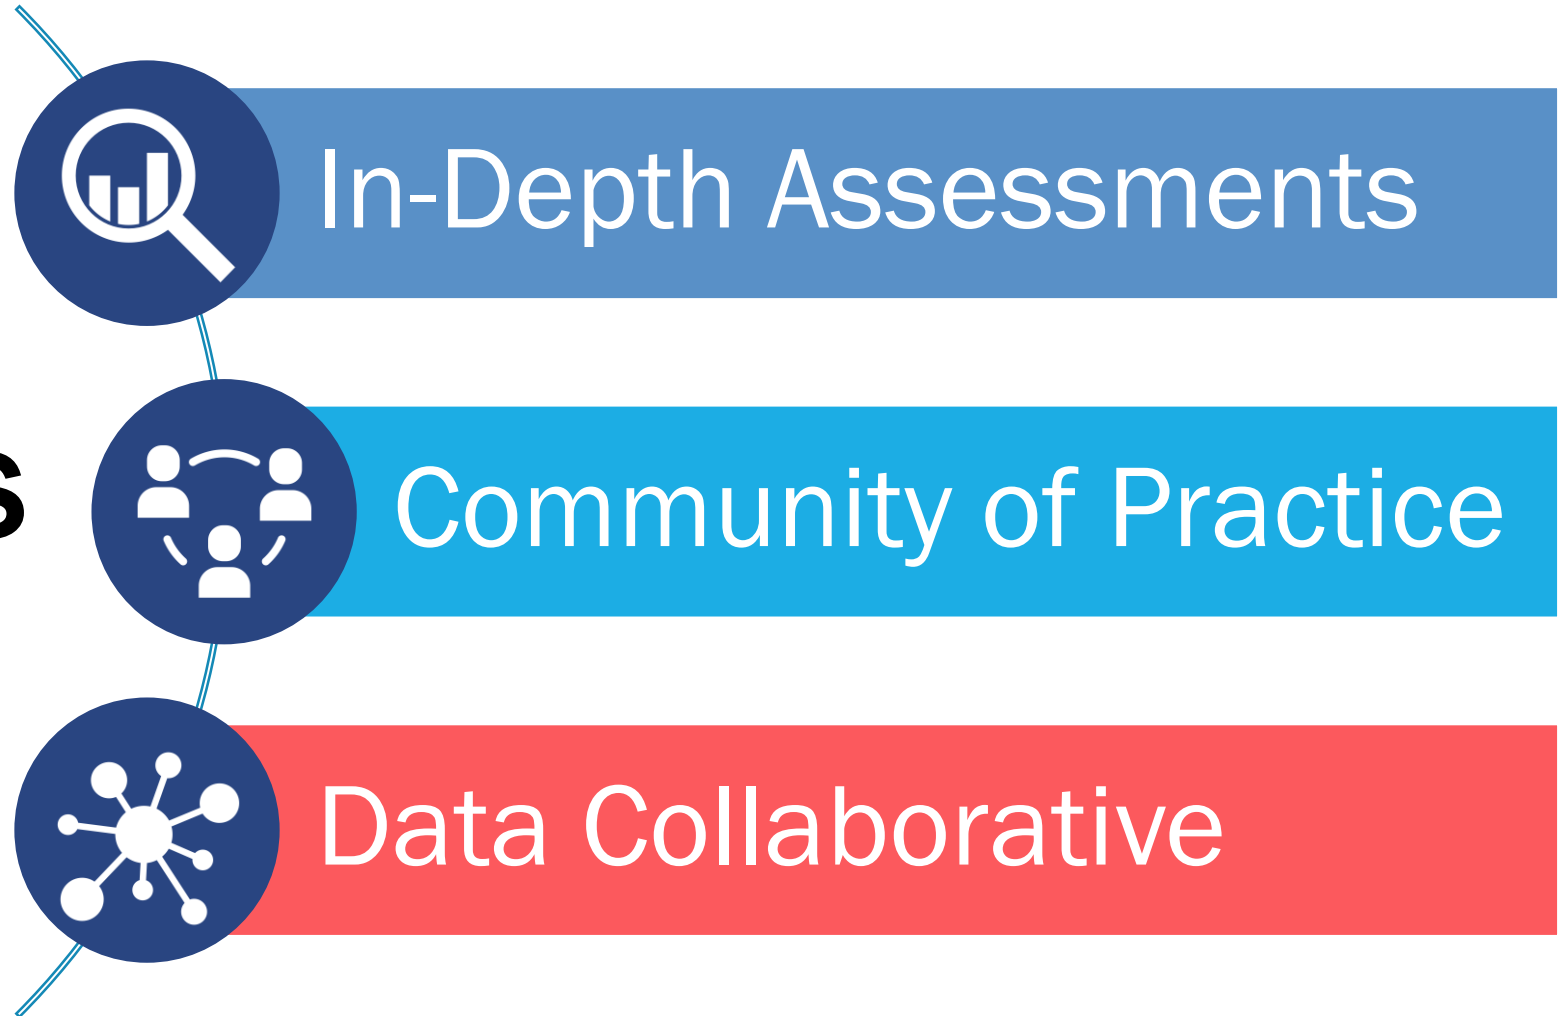 In-Depth Assessments
s
Community of Practice
Data Collaborative